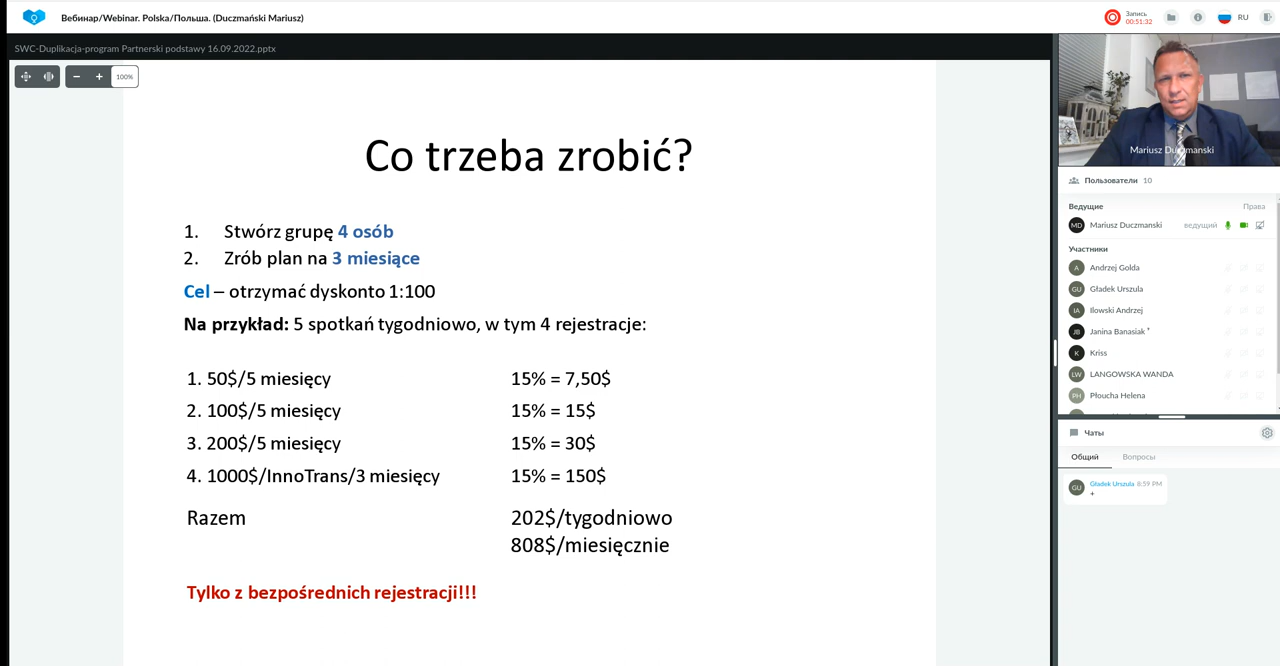 Вебинар/Webinar. Polska/Польша. (Duczmański Mariusz)
Запись
00:51:32
RU
SWC-Duplikacja-program Partnerski podstawy 16.09.2022.pptx
100%
Co trzeba zrobić?
1. Stwórz grupę 4 osób
2. Zrób plan na 3 miesiące
Cel – otrzymać dyskonto 1:100
Na przykład: 5 spotkań tygodniowo, w tym 4 rejestracje:
1. 50$/5 miesięcy 15% = 7,50$
2. 100$/5 miesięcy 15% = 15$
3. 200$/5 miesięcy 15% = 30$
4. 1000$/InnoTrans/3 miesięcy 15% = 150$
Razem 202$/tygodniowo
808$/miesięcznie
Tylko z bezpośrednich rejestracji!!!
Mariusz Duczmanski
Пользователи 10
Ведущие Права
MD Mariusz Duczmanski ведущий
Участники
A Andrzej Golda
GU Gładek Urszula
IA Ilowski Andrzej
JB Janina Banasiak *
K Kriss
LW LANGOWSKA WANDA
PH Płoucha Helena
Чаты
Общий Вопросы
GU Gładek Urszula 8:59 PM
+